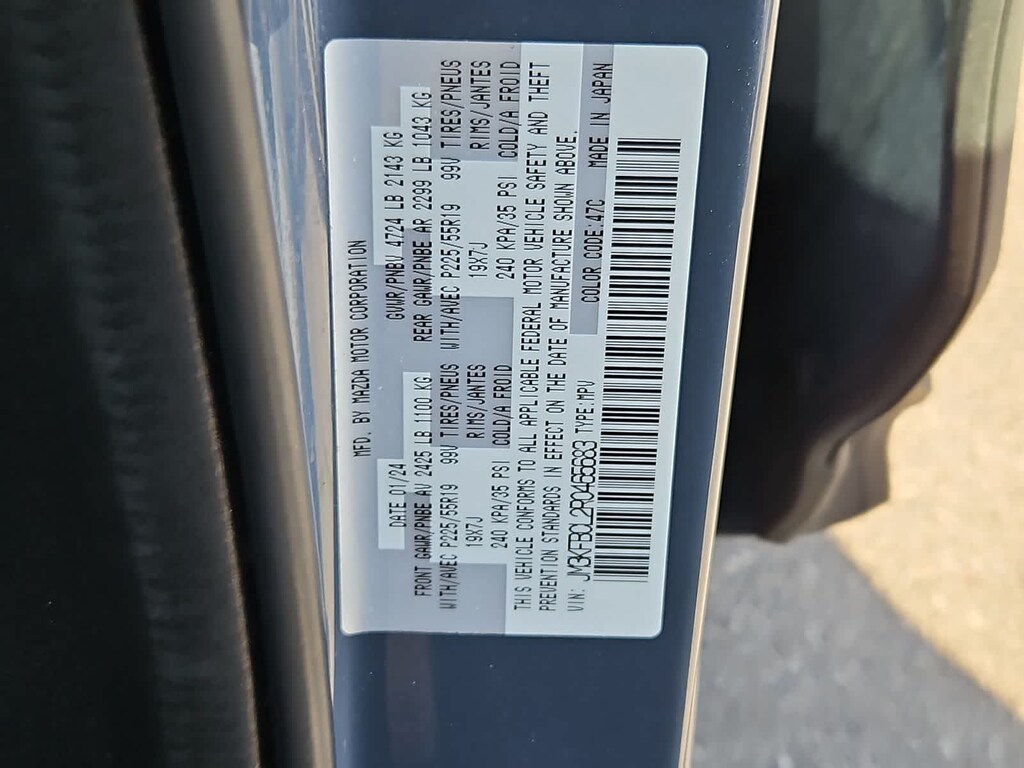 MFD. BY MAZDA MOTOR CORPORATION
DATE 01/24 GVWR/PNBV 4724 LB 2143 KG
FRONT GAWR/PNBE AV 2425 LB 1100 KG REAR GAWR/PNBE AR 2299 LB 1043 KG
WITH/AVEC P225/55R19 99V TIRES/PNEUS WITH/AVEC P225/55R19 99V TIRES/PNEUS
19X7J RIMS/JANTES 19X7J RIMS/JANTES
240 KPA/35 PSI COLD/A FROID 240 KPA/35 PSI COLD/A FROID
THIS VEHICLE CONFORMS TO ALL APPLICABLE FEDERAL MOTOR VEHICLE SAFETY AND THEFT
PREVENTION STANDARDS IN EFFECT ON THE DATE OF MANUFACTURE SHOWN ABOVE.
VIN: JM3KFBCL2R0465683 TYPE:MPV COLOR CODE:47C MADE IN JAPAN